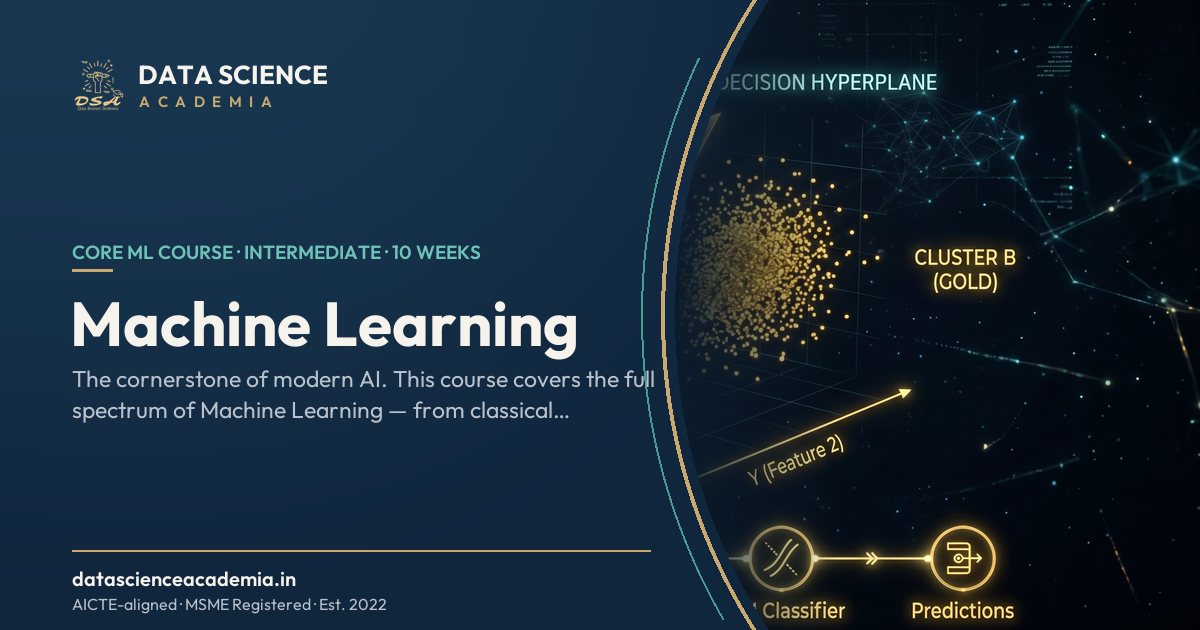 DSA
DATA SCIENCE
ACADEMIA
CORE ML COURSE · INTERMEDIATE · 10 WEEKS
Machine Learning
The cornerstone of modern AI. This course covers the full
spectrum of Machine Learning — from classical...
datascienceacademia.in
AICTE-aligned · MSME Registered · Est. 2022
DECISION HYPERPLANE
CLUSTER B
(GOLD)
Y (Feature 2)
Classifier
Predictions